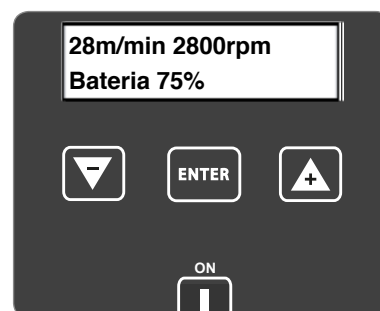 28m/min 2800rpm
Bateria 75%
−
ENTER
+
ON